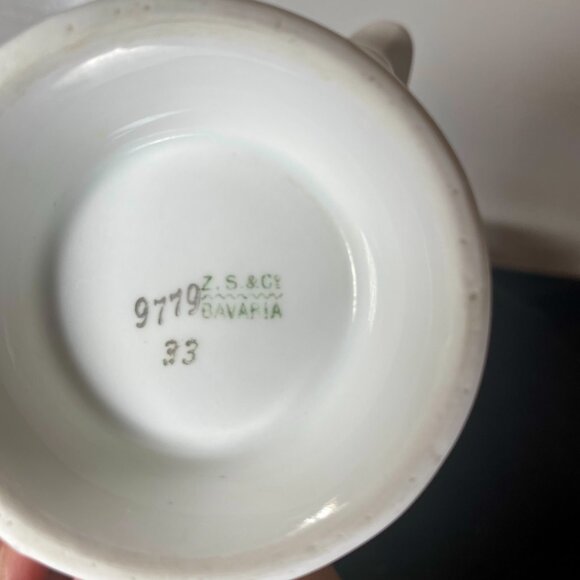 Z. S. & Co
BAVARIA
9779
33